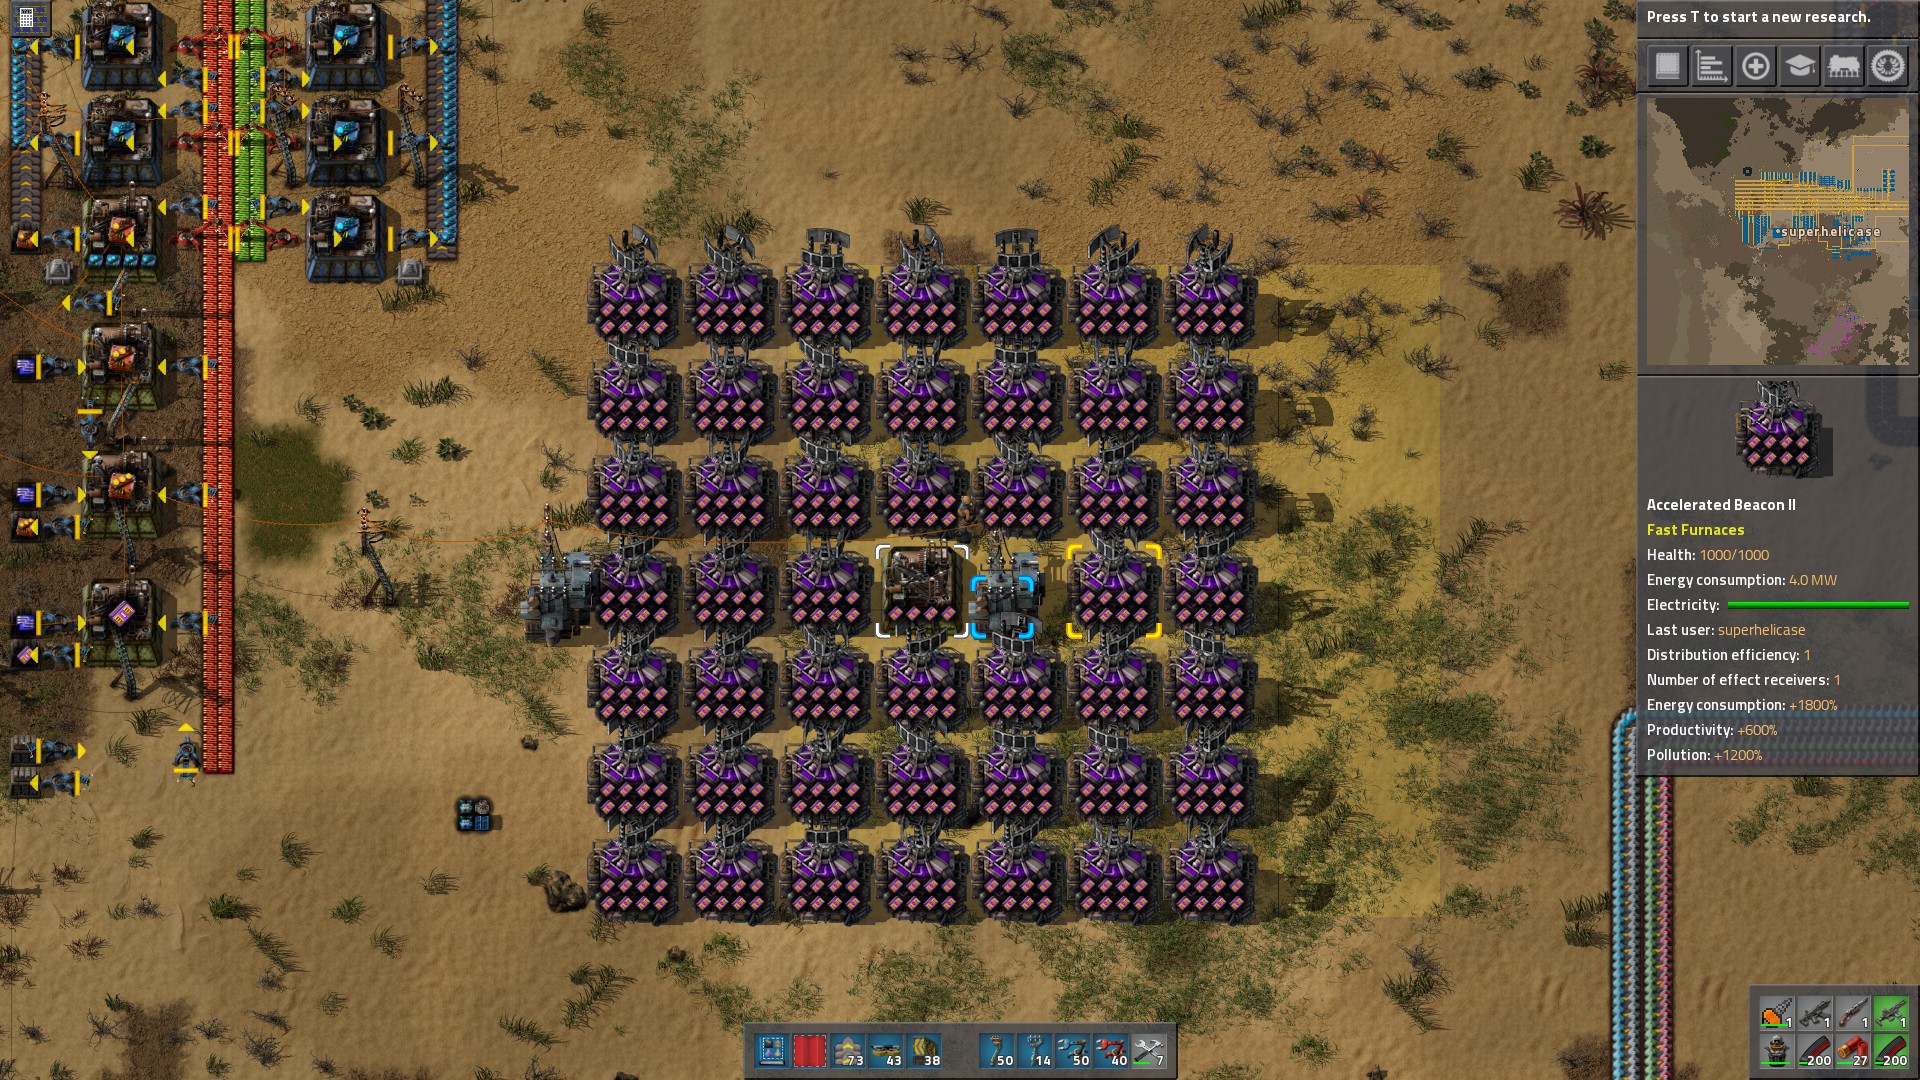 Press T to start a new research.
superhelicase
Accelerated Beacon II
Fast Furnaces
Health: 1000/1000
Energy consumption: 4.0 MW
Electricity:
Last user: superhelicase
Distribution efficiency: 1
Number of effect receivers: 1
Energy consumption: +1800%
Productivity: +600%
Pollution: +1200%
1 1 1 1
200 27 200
73 43 38 50 14 50 40 7